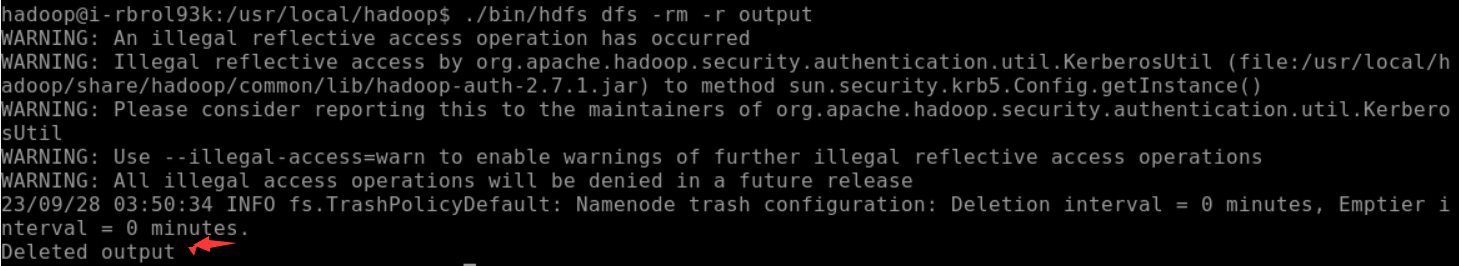 hadoop@i-rbrol93k:/usr/local/hadoop$ ./bin/hdfs dfs -rm -r output
WARNING: An illegal reflective access operation has occurred
WARNING: Illegal reflective access by org.apache.hadoop.security.authentication.util.KerberosUtil (file:/usr/local/h
adoop/share/hadoop/common/lib/hadoop-auth-2.7.1.jar) to method sun.security.krb5.Config.getInstance()
WARNING: Please consider reporting this to the maintainers of org.apache.hadoop.security.authentication.util.Kerbero
sUtil
WARNING: Use --illegal-access=warn to enable warnings of further illegal reflective access operations
WARNING: All illegal access operations will be denied in a future release
23/09/28 03:50:34 INFO fs.TrashPolicyDefault: Namenode trash configuration: Deletion interval = 0 minutes, Emptier i
nterval = 0 minutes.
Deleted output